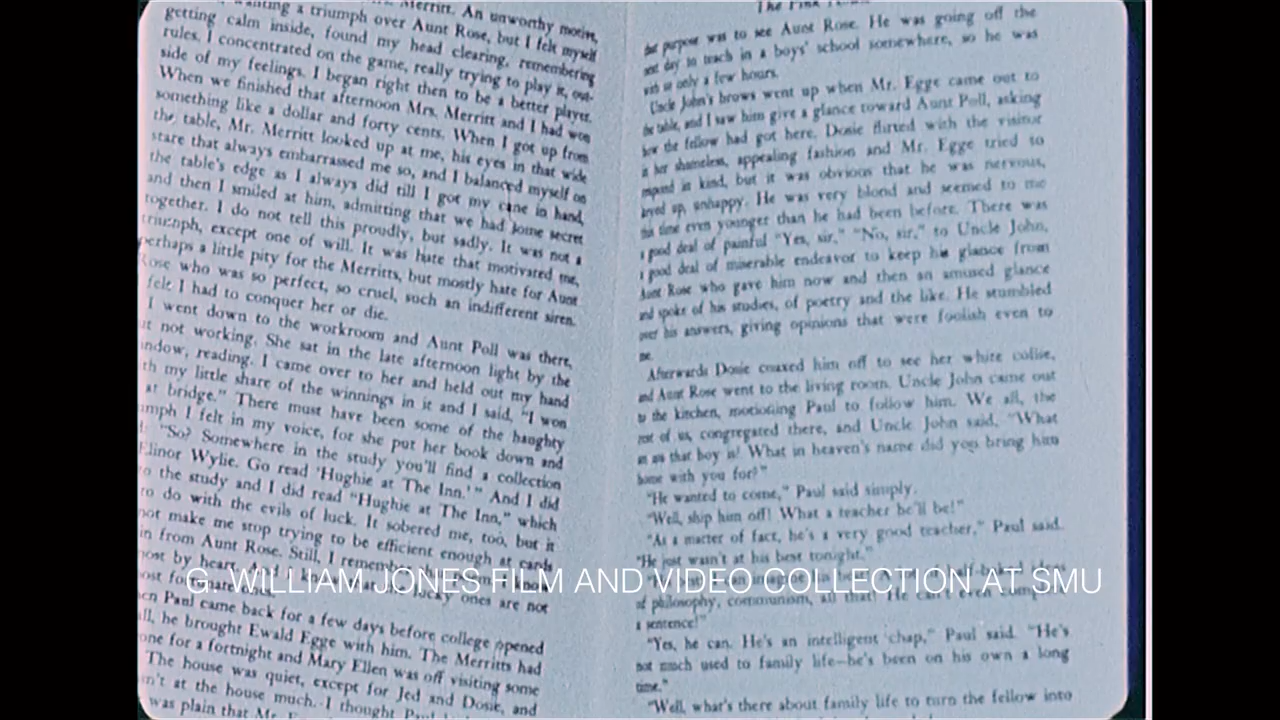 Merritt. An unworthy motive,
wanting a triumph over Aunt Rose, but I felt myself
getting calm inside, found my head clearing, remembering
rules, I concentrated on the game, really trying to play it, out-
side of my feelings. I began right then to be a better player.
When we finished that afternoon Mrs. Merritt and I had won
something like a dollar and forty cents. When I got up from
the table, Mr. Merritt looked up at me, his eyes in that wide
stare that always embarrassed me so, and I balanced myself on
the table's edge as I always did till I got my cane in hand,
and then I smiled at him, admitting that we had some secret
together. I do not tell this proudly, but sadly. It was not a
triumph, except one of will. It was hate that motivated me,
perhaps a little pity for the Merritts, but mostly hate for Aunt
Rose who was so perfect, so cruel, such an indifferent siren.
felt I had to conquer her or die.
I went down to the workroom and Aunt Poll was there,
ut not working. She sat in the late afternoon light by the
indow, reading. I came over to her and held out my hand
th my little share of the winnings in it and I said, "I won
at bridge." There must have been some of the haughty
umph I felt in my voice, for she put her book down and
"So? Somewhere in the study you'll find a collection
Elinor Wylie. Go read 'Hughie at The Inn.'" And I did
o the study and I did read "Hughie at The Inn," which
to do with the evils of luck. It sobered me, too, but it
not make me stop trying to be efficient enough at cards
in from Aunt Rose. Still, I remember
most by heart, lucky ones are not
ost fortunate
en Paul came back for a few days before college opened
all, he brought Ewald Egge with him. The Merritts had
one for a fortnight and Mary Ellen was off visiting some
The house was quiet, except for Jed and Dosie, and
n't at the house much. I thought Paul
was plain that Mr.
The Pink
that purpose was to see Aunt Rose. He was going off the
next day to teach in a boys' school somewhere, so he was
with us only a few hours.
Uncle John's brows went up when Mr. Egge came out to
the table, and I saw him give a glance toward Aunt Poll, asking
how the fellow had got here. Dosie flirted with the visitor
in her shameless, appealing fashion and Mr. Egge tried to
respond in kind, but it was obvious that he was nervous,
keyed up, unhappy. He was very blond and seemed to me
this time even younger than he had been before. There was
a good deal of painful "Yes, sir," "No, sir," to Uncle John,
a good deal of miserable endeavor to keep his glance from
Aunt Rose who gave him now and then an amused glance
and spoke of his studies, of poetry and the like. He stumbled
over his answers, giving opinions that were foolish even to
me.
Afterwards Dosie coaxed him off to see her white collie,
and Aunt Rose went to the living room. Uncle John came out
to the kitchen, motioning Paul to follow him. We all, the
rest of us, congregated there, and Uncle John said, "What
an ass that boy is! What in heaven's name did you bring him
home with you for?"
"He wanted to come," Paul said simply.
"Well, ship him off! What a teacher he'll be!"
"As a matter of fact, he's a very good teacher," Paul said.
"He just wasn't at his best tonight."
of philosophy, communism, all that! He can't even complete
a sentence!"
"Yes, he can. He's an intelligent chap," Paul said. "He's
not much used to family life—he's been on his own a long
time."
"Well, what's there about family life to turn the fellow into
G. WILLIAM JONES FILM AND VIDEO COLLECTION AT SMU